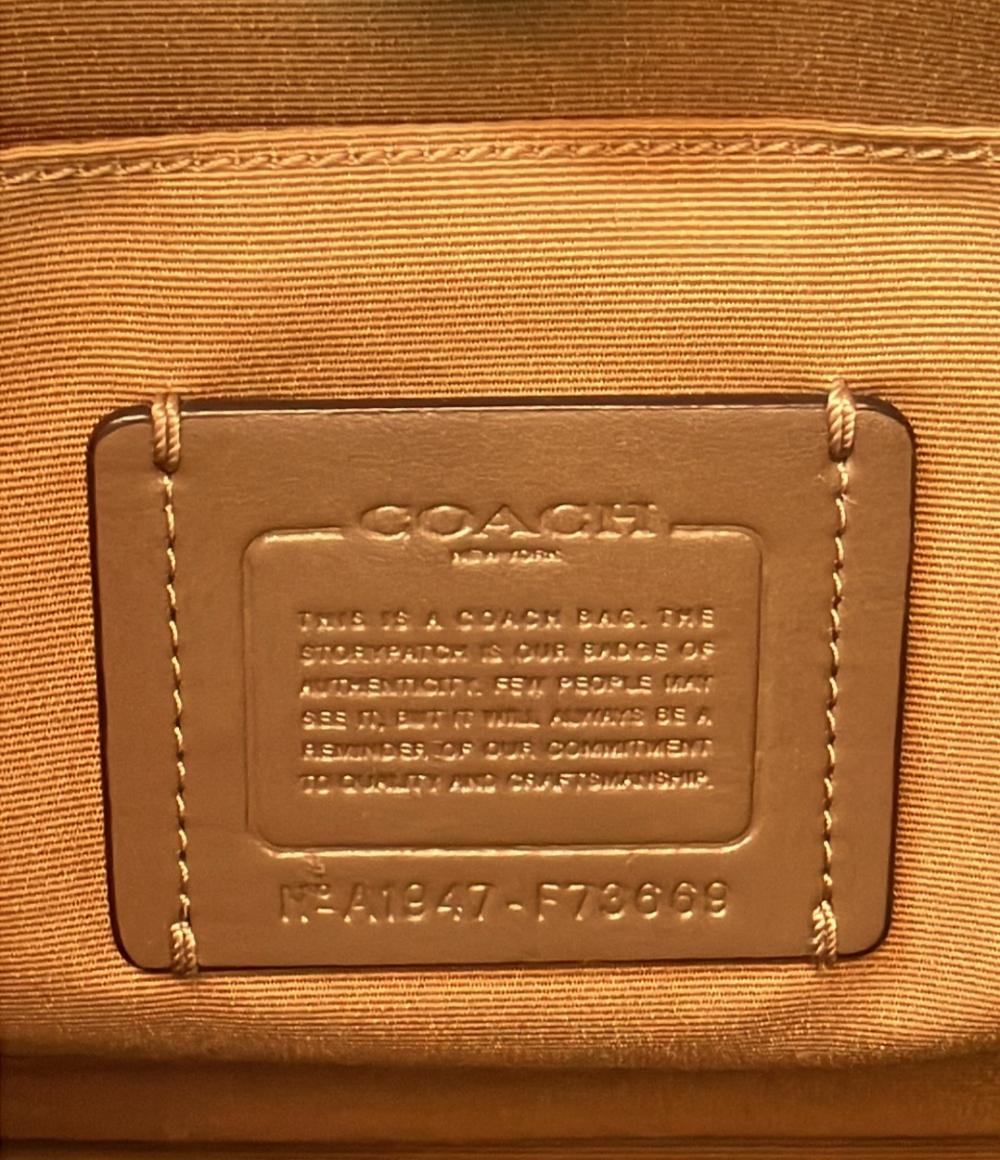 COACH
NEW YORK
THIS IS A COACH BAG. THE
STORYPATCH IS OUR BADGE OF
AUTHENTICITY. FEW PEOPLE MAY
SEE IT, BUT IT WILL ALWAYS BE A
REMINDER OF OUR COMMITMENT
TO QUALITY AND CRAFTSMANSHIP.
Nº A1947-F73669